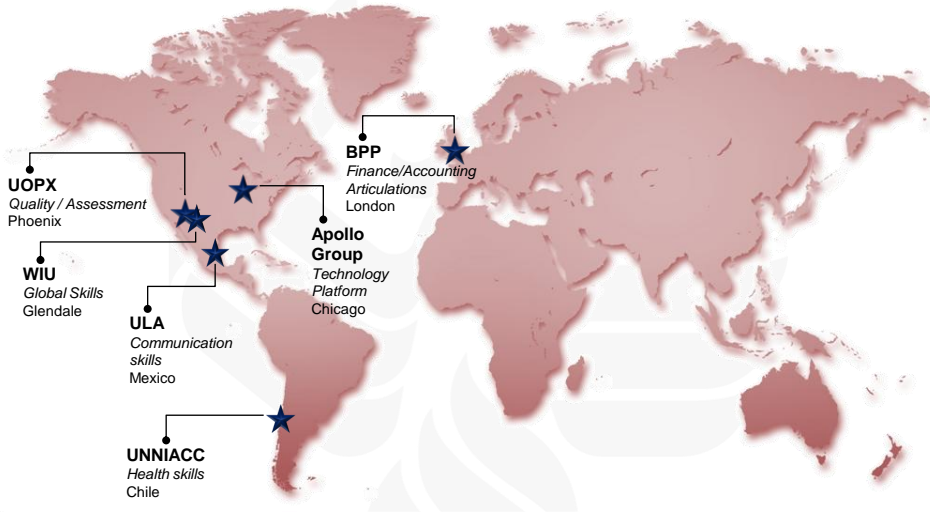 UOPX
Quality / Assessment
Phoenix
WIU
Global Skills
Glendale
ULA
Communication
skills
Mexico
UNNIACC
Health skills
Chile
BPP
Finance/Accounting
Articulations
London
Apollo
Group
Technology
Platform
Chicago